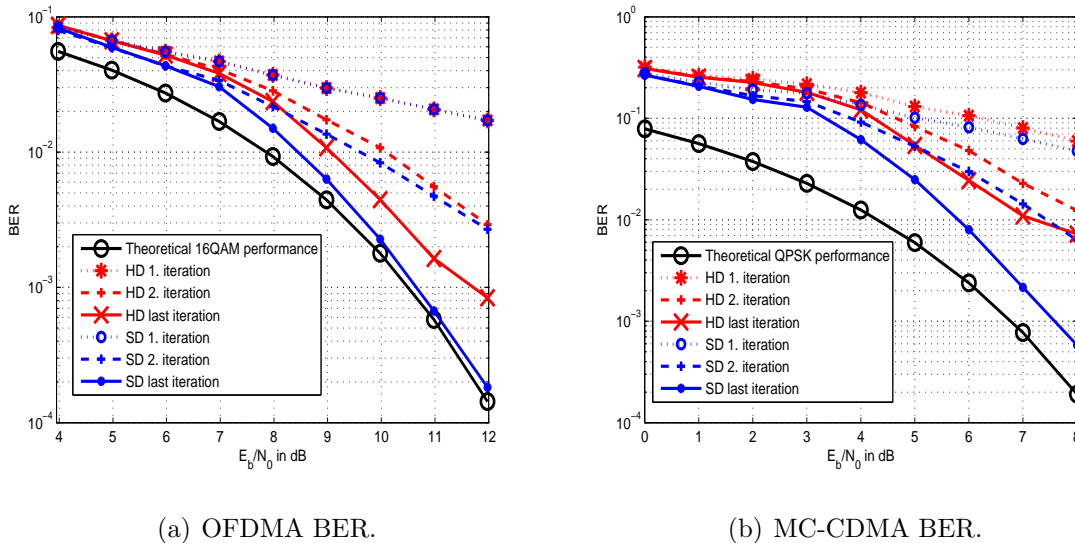 10^{-1}
10^{-2}
10^{-3}
10^{-4}
BER
4 5 6 7 8 9 10 11 12
E_b/N_0 in dB
Theoretical 16QAM performance
HD 1. iteration
HD 2. iteration
HD last iteration
SD 1. iteration
SD 2. iteration
SD last iteration
(a) OFDMA BER.
10^{0}
10^{-1}
10^{-2}
10^{-3}
10^{-4}
BER
0 1 2 3 4 5 6 7 8
E_b/N_0 in dB
Theoretical QPSK performance
HD 1. iteration
HD 2. iteration
HD last iteration
SD 1. iteration
SD 2. iteration
SD last iteration
(b) MC-CDMA BER.